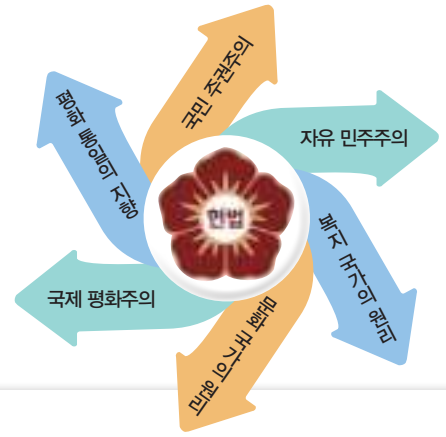 국민 주권주의
자유 민주주의
복지 국가의 원리
문화 국가의 원리
국제 평화주의
평화 통일의 지향
헌법